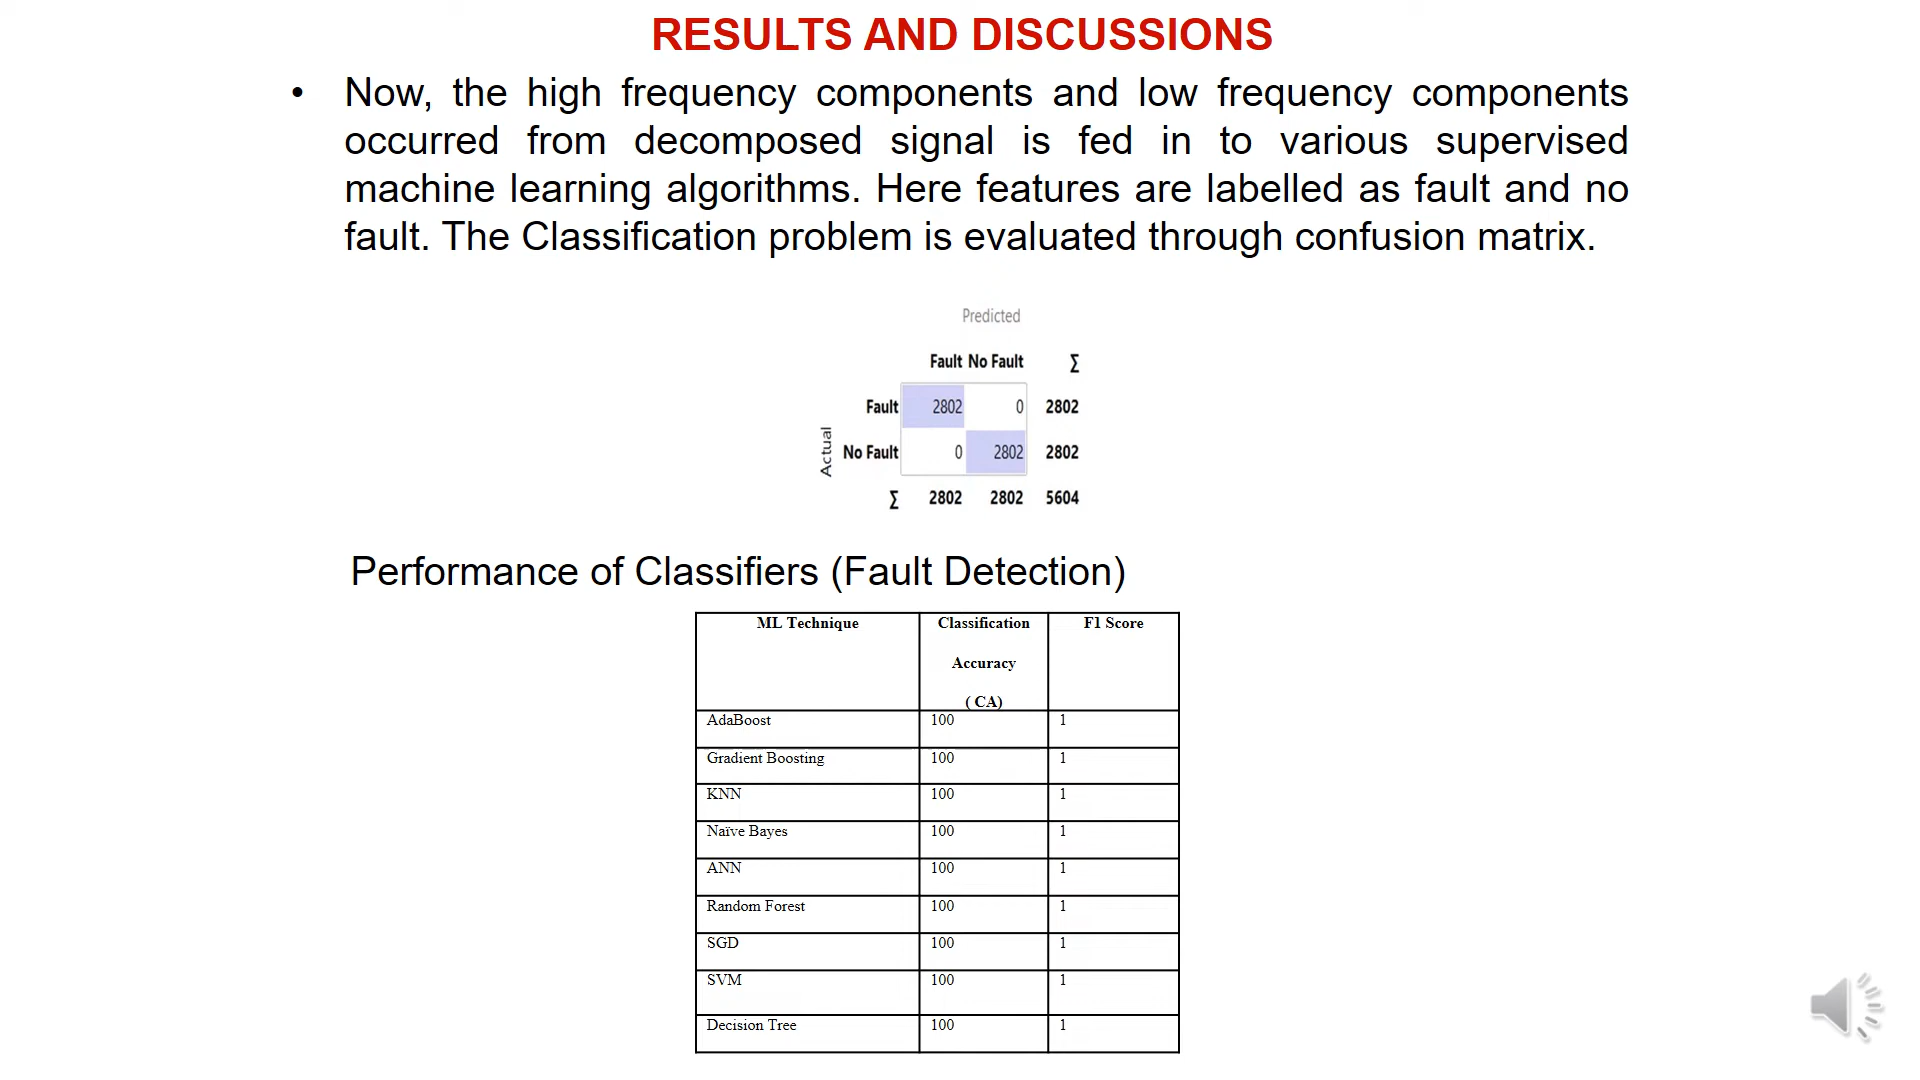 RESULTS AND DISCUSSIONS
• Now, the high frequency components and low frequency components
occurred from decomposed signal is fed in to various supervised
machine learning algorithms. Here features are labelled as fault and no
fault. The Classification problem is evaluated through confusion matrix.
Predicted
Fault No Fault Σ
Fault 2802 0 2802
Actual
No Fault 0 2802 2802
Σ 2802 2802 5604
Performance of Classifiers (Fault Detection)
ML Technique Classification F1 Score
Accuracy
( CA)
AdaBoost 100 1
Gradient Boosting 100 1
KNN 100 1
Naïve Bayes 100 1
ANN 100 1
Random Forest 100 1
SGD 100 1
SVM 100 1
Decision Tree 100 1